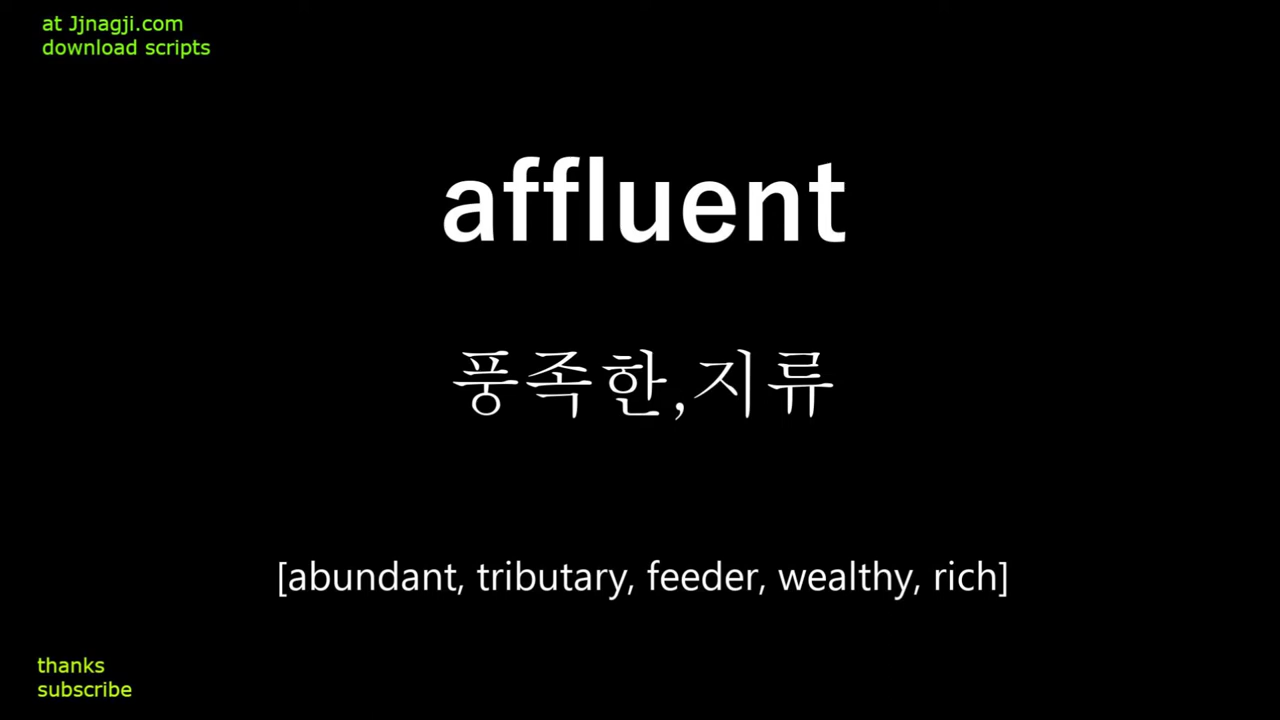 at Jjnagji.com
download scripts
affluent
풍족한,지류
[abundant, tributary, feeder, wealthy, rich]
thanks
subscribe